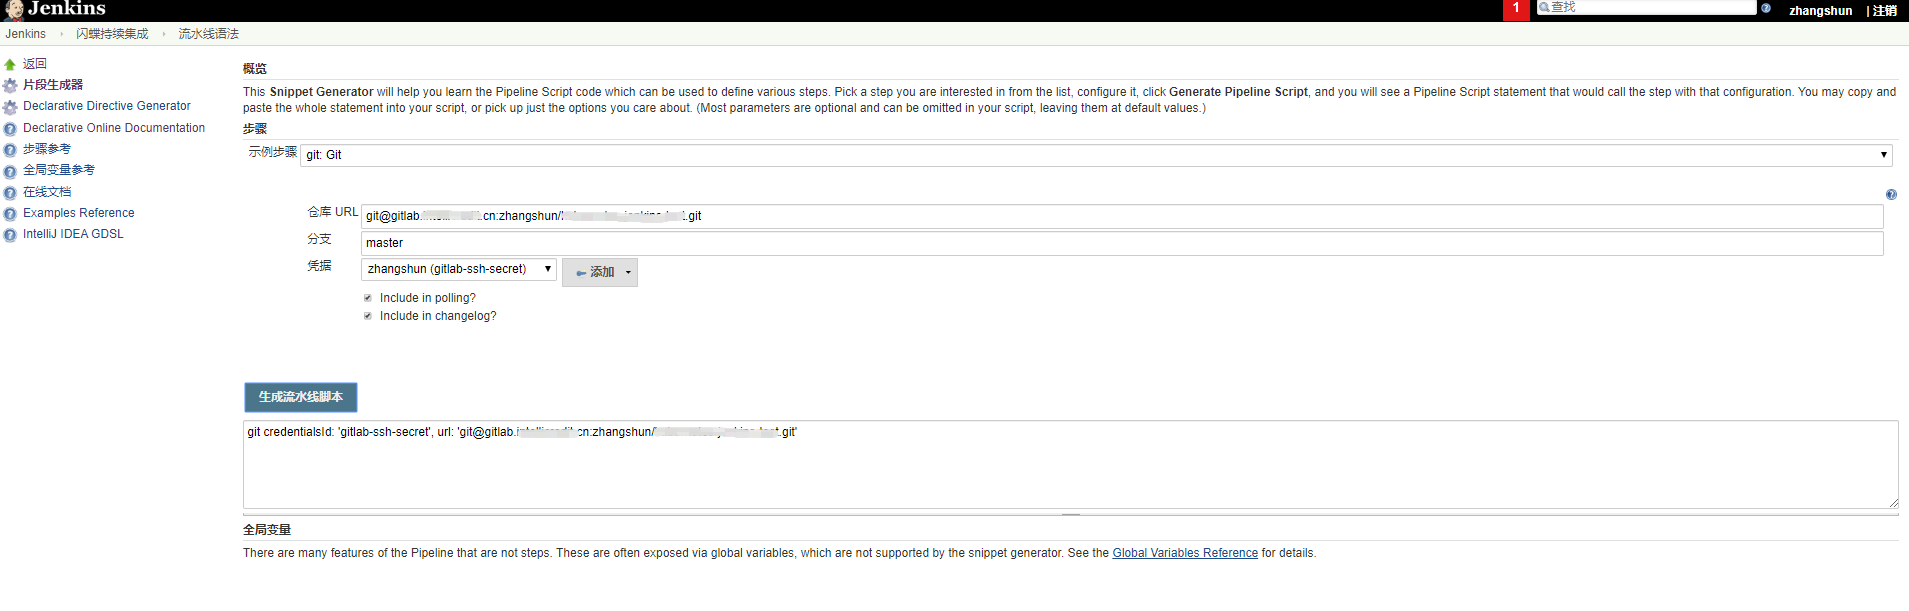 Jenkins
1
查找
zhangshun
| 注销
Jenkins
闪蝶持续集成
流水线语法
返回
片段生成器
Declarative Directive Generator
Declarative Online Documentation
步骤参考
全局变量参考
在线文档
Examples Reference
IntelliJ IDEA GDSL
概览
This Snippet Generator will help you learn the Pipeline Script code which can be used to define various steps. Pick a step you are interested in from the list, configure it, click Generate Pipeline Script, and you will see a Pipeline Script statement that would call the step with that configuration. You may copy and
paste the whole statement into your script, or pick up just the options you care about. (Most parameters are optional and can be omitted in your script, leaving them at default values.)
步骤
示例步骤 git: Git
仓库 URL git@gitlab. .cn:zhangshun/ .git
分支 master
凭据 zhangshun (gitlab-ssh-secret) 添加
Include in polling?
Include in changelog?
生成流水线脚本
git credentialsId: 'gitlab-ssh-secret', url: 'git@gitlab. cn:zhangshun/ .git'
全局变量
There are many features of the Pipeline that are not steps. These are often exposed via global variables, which are not supported by the snippet generator. See the Global Variables Reference for details.